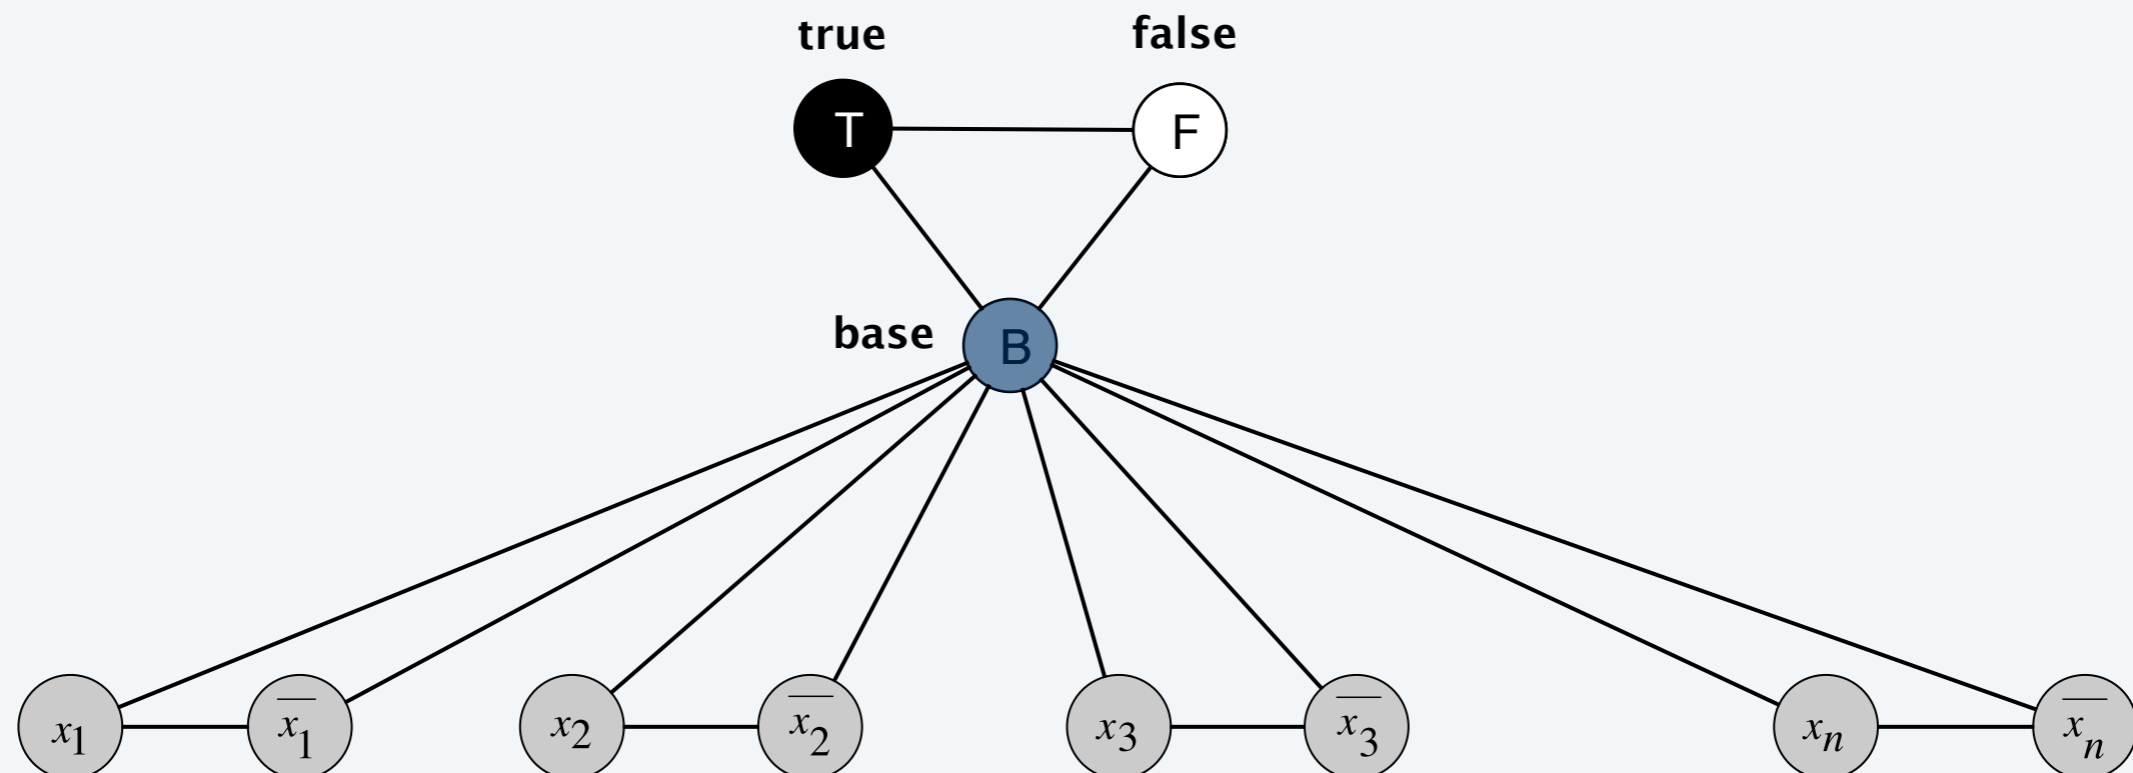 true false
T F
base B
x₁ x̄₁ x₂ x̄₂ x₃ x̄₃ xₙ x̄ₙ